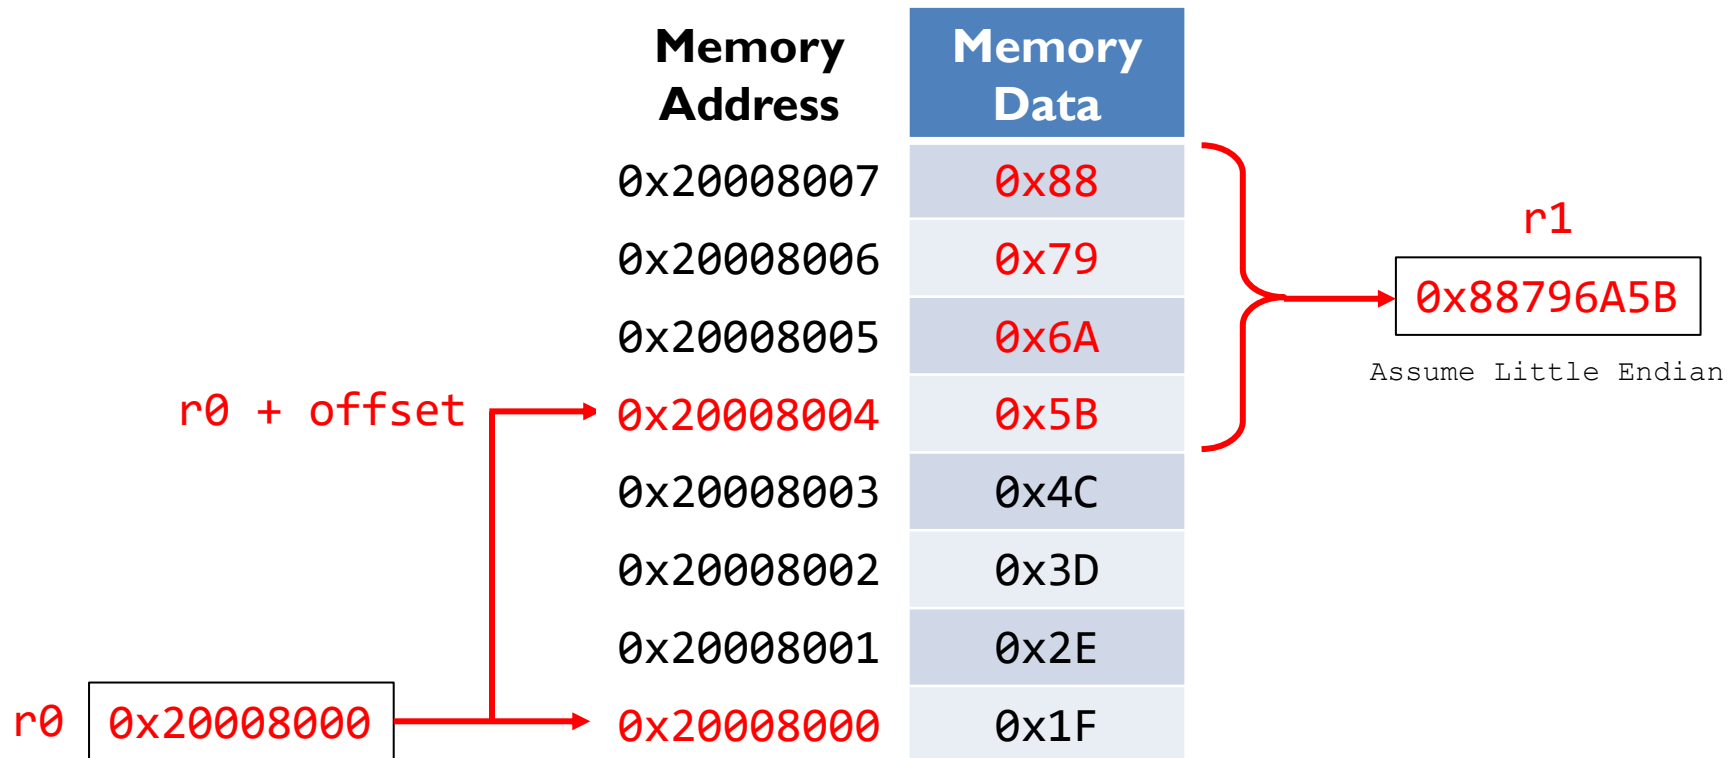 Memory Address
Memory Data
0x20008007 0x88
r1
0x20008006 0x79
0x88796A5B
0x20008005 0x6A
Assume Little Endian
r0 + offset 0x20008004 0x5B
0x20008003 0x4C
0x20008002 0x3D
0x20008001 0x2E
r0 0x20008000 0x20008000 0x1F